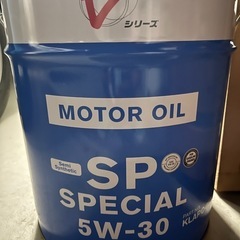 V シリーズ
MOTOR OIL
Semi
Synthetic
SP
SPECIAL
5W-30